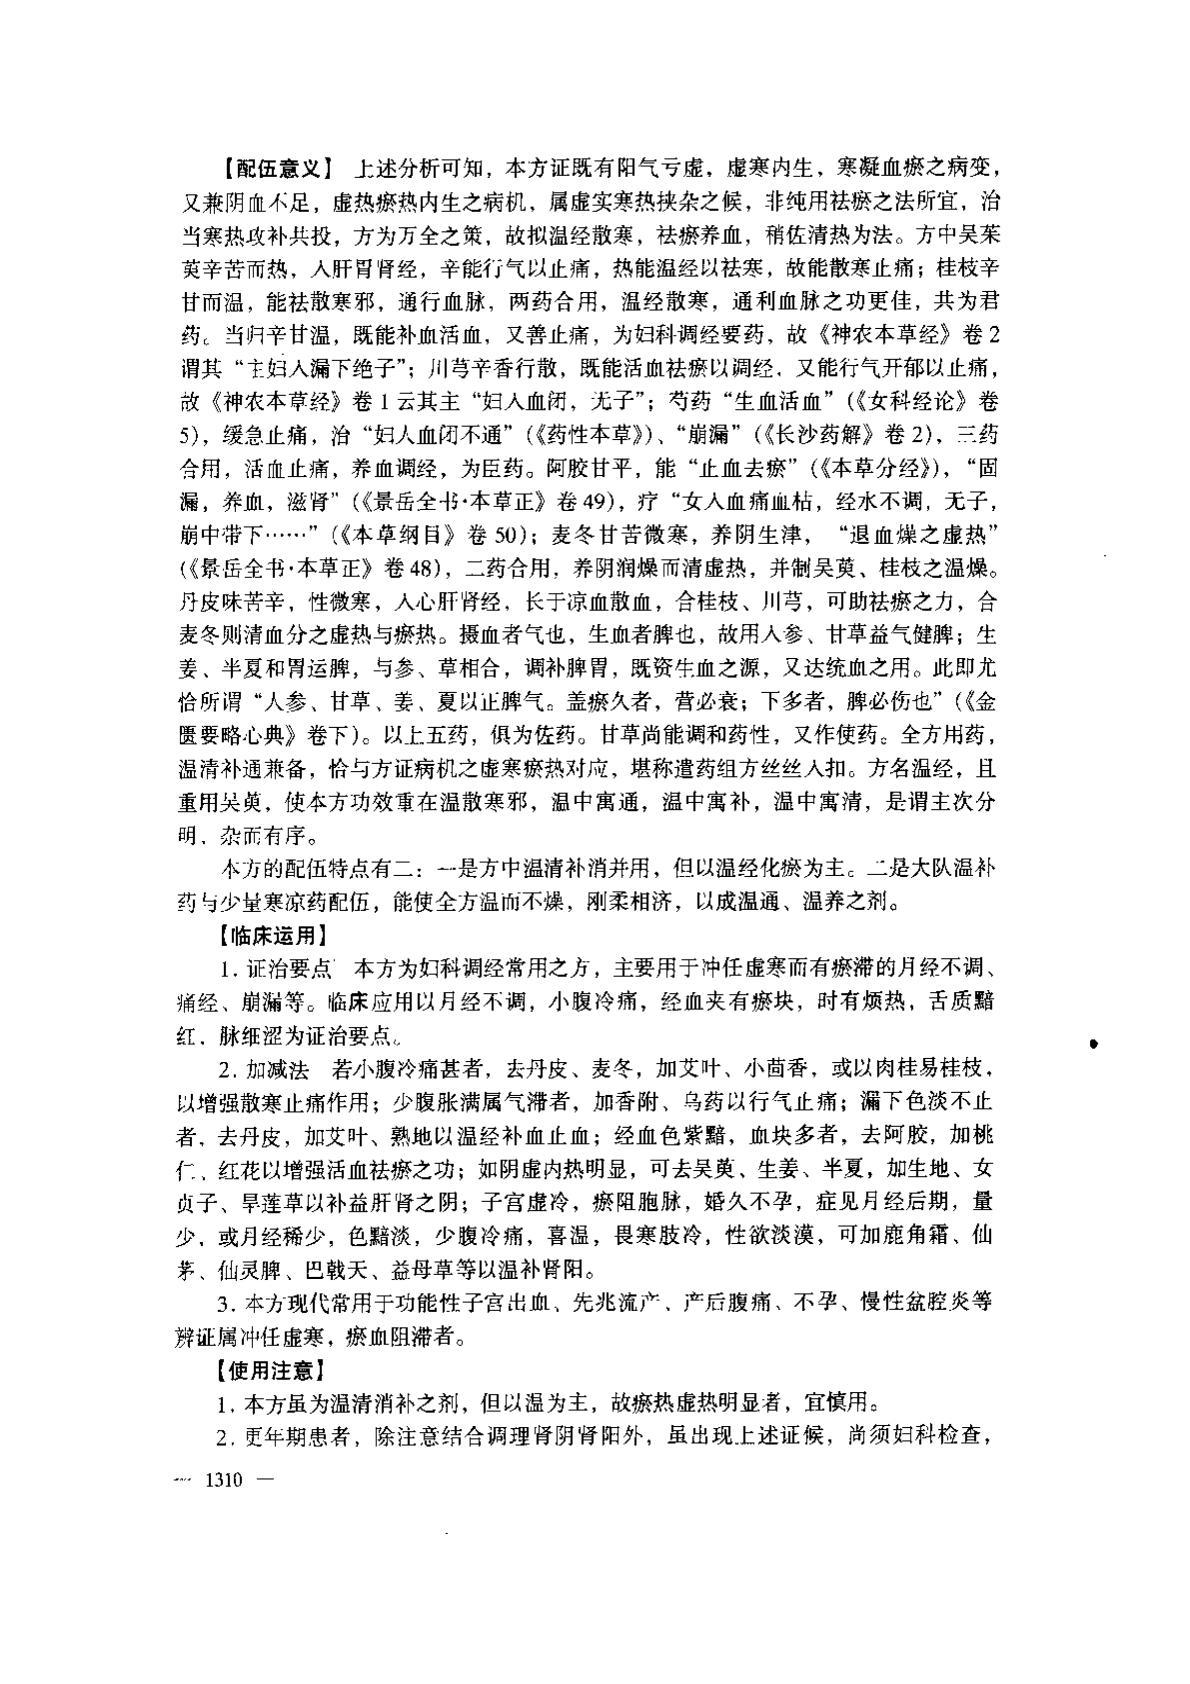 【配伍意义】 上述分析可知，本方证既有阳气亏虚，虚寒内生，寒凝血瘀之病变，
又兼阴血不足，虚热瘀热内生之病机，属虚实寒热挟杂之候，非纯用祛瘀之法所宜，治
当寒热攻补共投，方为万全之策，故拟温经散寒，祛瘀养血，稍佐清热为法。方中吴茱
萸辛苦而热，入肝胃肾经，辛能行气以止痛，热能温经以祛寒，故能散寒止痛；桂枝辛
甘而温，能祛散寒邪，通行血脉，两药合用，温经散寒，通利血脉之功更佳，共为君
药。当归辛甘温，既能补血活血，又善止痛，为妇科调经要药，故《神农本草经》卷2
谓其“主妇人漏下绝子”；川芎辛香行散，既能活血祛瘀以调经，又能行气开郁以止痛，
故《神农本草经》卷1云其主“妇人血闭，无子”；芍药“生血活血”（《女科经论》卷
5），缓急止痛，治“妇人血闭不通”（《药性本草》）、“崩漏”（《长沙药解》卷2），三药
合用，活血止痛，养血调经，为臣药。阿胶甘平，能“止血去瘀”（《本草分经》），“固
漏，养血，滋肾”（《景岳全书·本草正》卷49），疗“女人血痛血枯，经水不调，无子，
崩中带下……”（《本草纲目》卷50）；麦冬甘苦微寒，养阴生津，“退血燥之虚热”
（《景岳全书·本草正》卷48），二药合用，养阴润燥而清虚热，并制吴萸、桂枝之温燥。
丹皮味苦辛，性微寒，入心肝肾经，长于凉血散血，合桂枝、川芎，可助祛瘀之力，合
麦冬则清血分之虚热与瘀热。摄血者气也，生血者脾也，故用人参、甘草益气健脾；生
姜、半夏和胃运脾，与参、草相合，调补脾胃，既资生血之源，又达统血之用。此即尤
怡所谓“人参、甘草、姜、夏以正脾气。盖瘀久者，营必衰；下多者，脾必伤也”（《金
匮要略心典》卷下）。以上五药，俱为佐药。甘草尚能调和药性，又作使药。全方用药，
温清补通兼备，恰与方证病机之虚寒瘀热对应，堪称遣药组方丝丝入扣。方名温经，且
重用吴萸，使本方功效重在温散寒邪，温中寓通，温中寓补，温中寓清，是谓主次分
明，杂而有序。
本方的配伍特点有二：一是方中温清补消并用，但以温经化瘀为主。二是大队温补
药与少量寒凉药配伍，能使全方温而不燥，刚柔相济，以成温通、温养之剂。
【临床运用】
1. 证治要点 本方为妇科调经常用之方，主要用于冲任虚寒而有瘀滞的月经不调、
痛经、崩漏等。临床应用以月经不调，小腹冷痛，经血夹有瘀块，时有烦热，舌质黯
红，脉细涩为证治要点。
2. 加减法 若小腹冷痛甚者，去丹皮、麦冬，加艾叶、小茴香，或以肉桂易桂枝，
以增强散寒止痛作用；少腹胀满属气滞者，加香附、乌药以行气止痛；漏下色淡不止
者，去丹皮，加艾叶、熟地以温经补血止血；经血色紫黯，血块多者，去阿胶，加桃
仁、红花以增强活血祛瘀之功；如阴虚内热明显，可去吴萸、生姜、半夏，加生地、女
贞子、旱莲草以补益肝肾之阴；子宫虚冷，瘀阻胞脉，婚久不孕，症见月经后期，量
少，或月经稀少，色黯淡，少腹冷痛，喜温，畏寒肢冷，性欲淡漠，可加鹿角霜、仙
茅、仙灵脾、巴戟天、益母草等以温补肾阳。
3. 本方现代常用于功能性子宫出血、先兆流产、产后腹痛、不孕、慢性盆腔炎等
辨证属冲任虚寒，瘀血阻滞者。
【使用注意】
1. 本方虽为温清消补之剂，但以温为主，故瘀热虚热明显者，宜慎用。
2. 更年期患者，除注意结合调理肾阴肾阳外，虽出现上述证候，尚须妇科检查，
— 1310 —